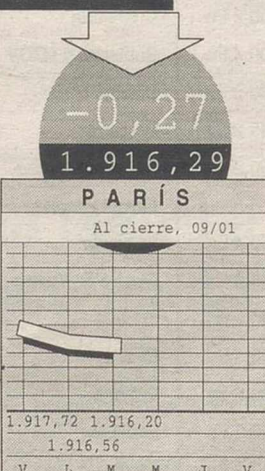 -0,27
1.916,29
PARÍS
Al cierre, 09/01
1.917,72 1.916,20
1.916,56
V L M M J V